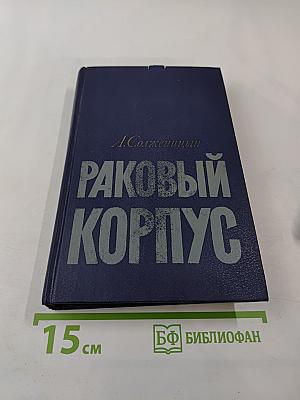 А. Солженицын
РАКОВЫЙ
КОРПУС
15 см
БФ БИБЛИОФАН